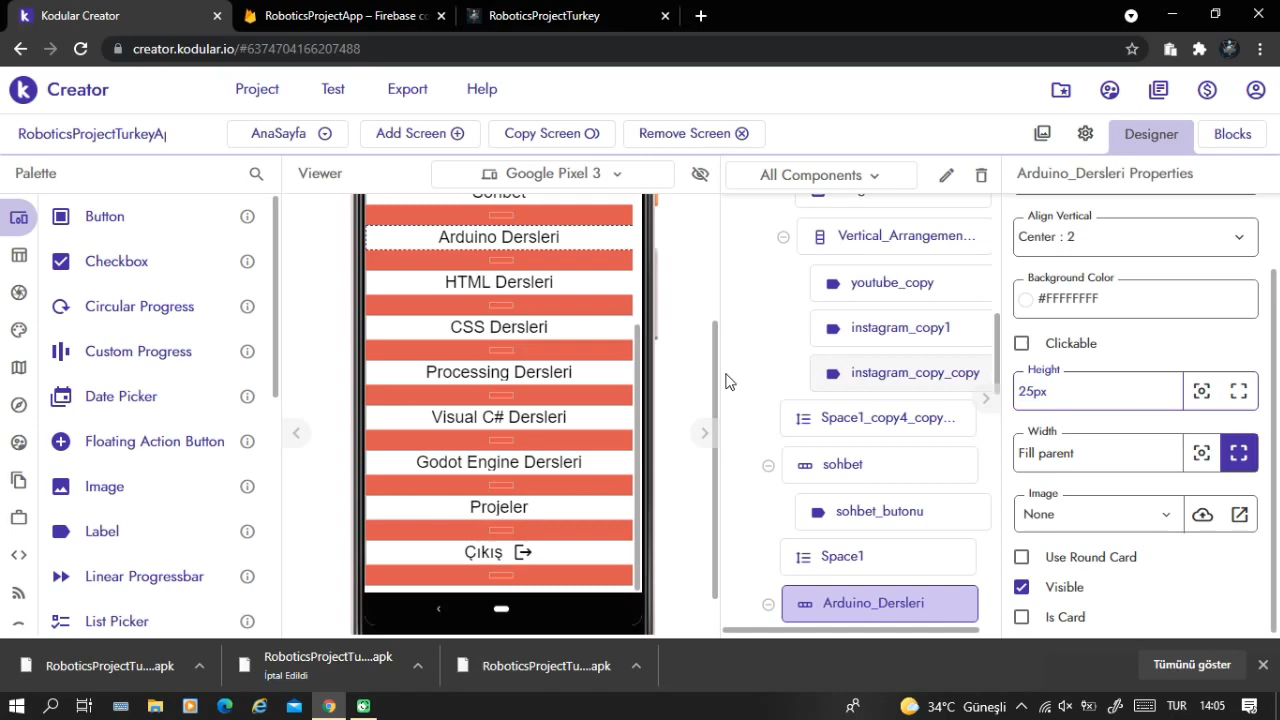 Kodular Creator
RoboticsProjectApp – Firebase co
RoboticsProjectTurkey
creator.kodular.io/#6374704166207488
Creator
Project
Test
Export
Help
RoboticsProjectTurkeyA
AnaSayfa
Add Screen
Copy Screen
Remove Screen
Designer
Blocks
Palette
Viewer
Google Pixel 3
All Components
Arduino_Dersleri Properties
Button
Checkbox
Circular Progress
Custom Progress
Date Picker
Floating Action Button
Image
Label
Linear Progressbar
List Picker
Sohbet
Arduino Dersleri
HTML Dersleri
CSS Dersleri
Processing Dersleri
Visual C# Dersleri
Godot Engine Dersleri
Projeler
Çıkış
Vertical_Arrangemen...
youtube_copy
instagram_copy1
instagram_copy_copy
Space1_copy4_copy...
sohbet
sohbet_butonu
Space1
Arduino_Dersleri
Align Vertical
Center : 2
Background Color
#FFFFFFFF
Clickable
Height
25px
Width
Fill parent
Image
None
Use Round Card
Visible
Is Card
RoboticsProjectTu....apk
RoboticsProjectTu....apk
İptal Edildi
RoboticsProjectTu....apk
Tümünü göster
34°C Güneşli
TUR
14:05